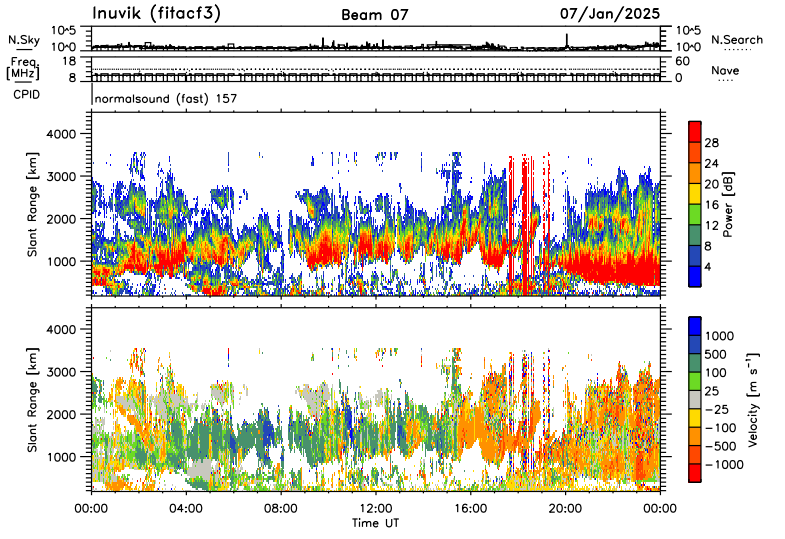 Inuvik (fitacf3)
Beam 07
07/Jan/2025
N.Sky
10^5
10^0
10^5
10^0
N.Search
Freq.
[MHz]
18
8
60
0
Nave
CPID
normalsound (fast) 157
Slant Range [km]
4000
3000
2000
1000
28
24
20
16
12
8
4
Power [dB]
Slant Range [km]
4000
3000
2000
1000
1000
500
100
25
-25
-100
-500
-1000
Velocity [m s^-1]
00:00
04:00
08:00
12:00
16:00
20:00
00:00
Time UT